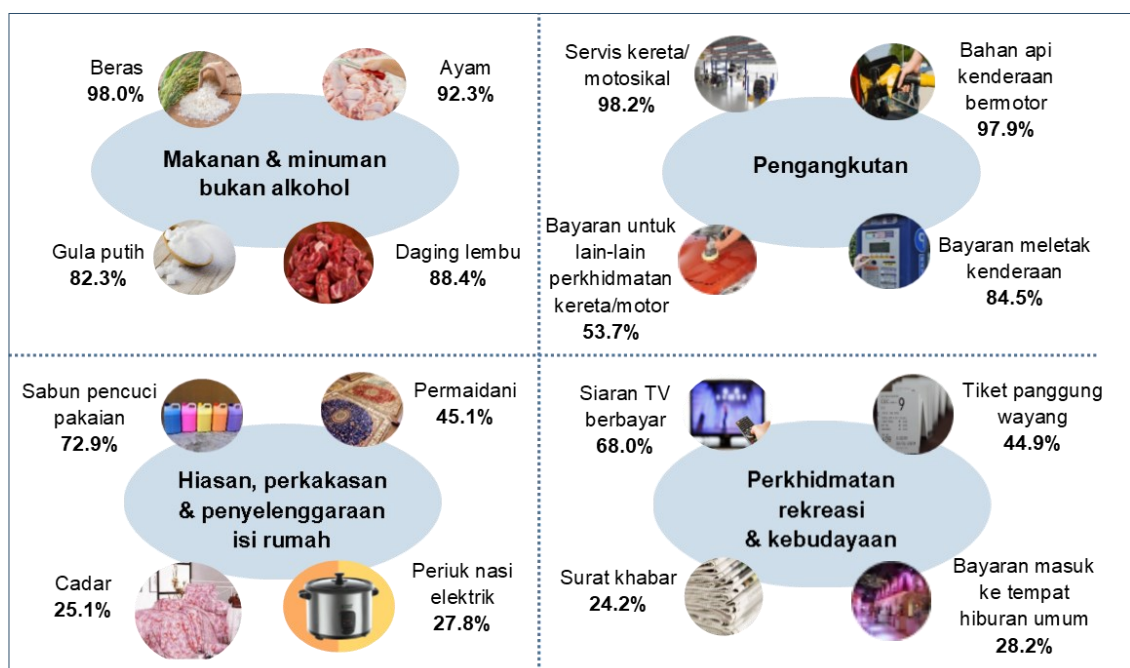 Beras
98.0%
Ayam
92.3%
Makanan & minuman
bukan alkohol
Gula putih
82.3%
Daging lembu
88.4%
Servis kereta/
motosikal
98.2%
Bahan api
kenderaan
bermotor
97.9%
Pengangkutan
Bayaran untuk
lain-lain
perkhidmatan
kereta/motor
53.7%
Bayaran meletak
kenderaan
84.5%
Sabun pencuci
pakaian
72.9%
Permaidani
45.1%
Hiasan, perkakasan
& penyelenggaraan
isi rumah
Cadar
25.1%
Periuk nasi
elektrik
27.8%
Siaran TV
berbayar
68.0%
9
Tiket panggung
wayang
44.9%
Perkhidmatan
rekreasi
& kebudayaan
Surat khabar
24.2%
Bayaran masuk
ke tempat
hiburan umum
28.2%